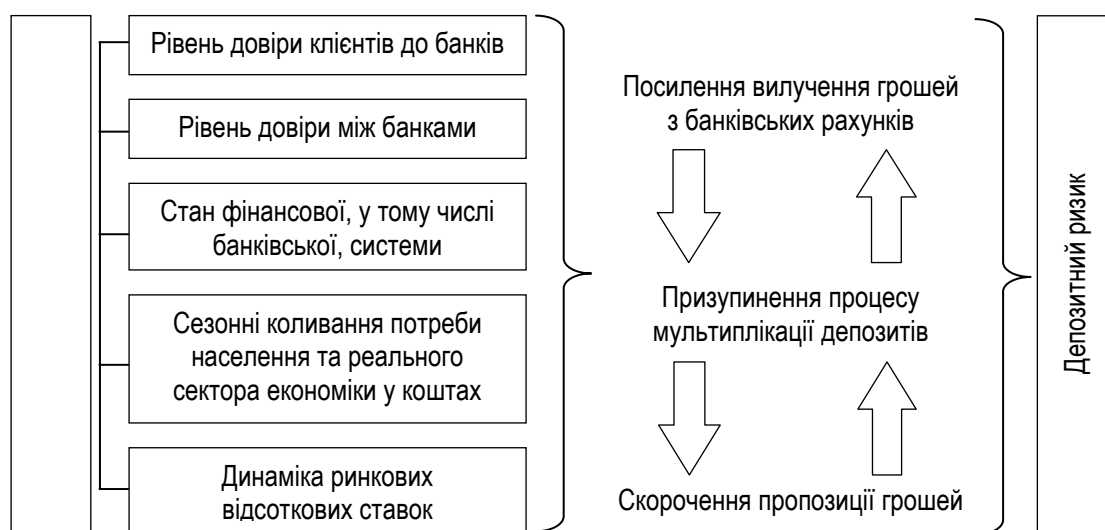 Рівень довіри клієнтів до банків
Рівень довіри між банками
Стан фінансової, у тому числі
банківської, системи
Сезонні коливання потреби
населення та реального
сектора економіки у коштах
Динаміка ринкових
відсоткових ставок
Посилення вилучення грошей
з банківських рахунків
Призупинення процесу
мультиплікації депозитів
Скорочення пропозиції грошей
Депозитний ризик